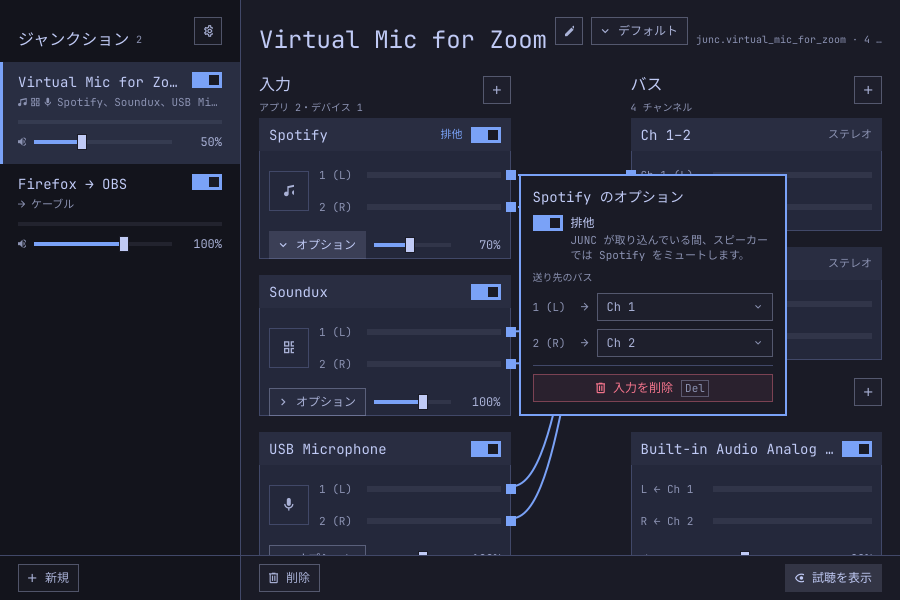 ジャンクション 2
Virtual Mic for Zo…
Spotify、Soundux、USB Mi…
50%
Firefox → OBS
→ ケーブル
100%
+ 新規
Virtual Mic for Zoom
デフォルト
junc.virtual_mic_for_zoom · 4 …
入力
アプリ 2・デバイス 1
+
Spotify
排他
1 (L)
2 (R)
オプション
70%
Soundux
1 (L)
2 (R)
オプション
100%
USB Microphone
1 (L)
2 (R)
バス
4 チャンネル
+
Ch 1–2
ステレオ
Ch 1 (L)
ステレオ
+
Built-in Audio Analog …
L ← Ch 1
R ← Ch 2
Spotify のオプション
排他
JUNC が取り込んでいる間、スピーカー
では Spotify をミュートします。
送り先のバス
1 (L) → Ch 1
2 (R) → Ch 2
入力を削除 Del
削除
試聴を表示